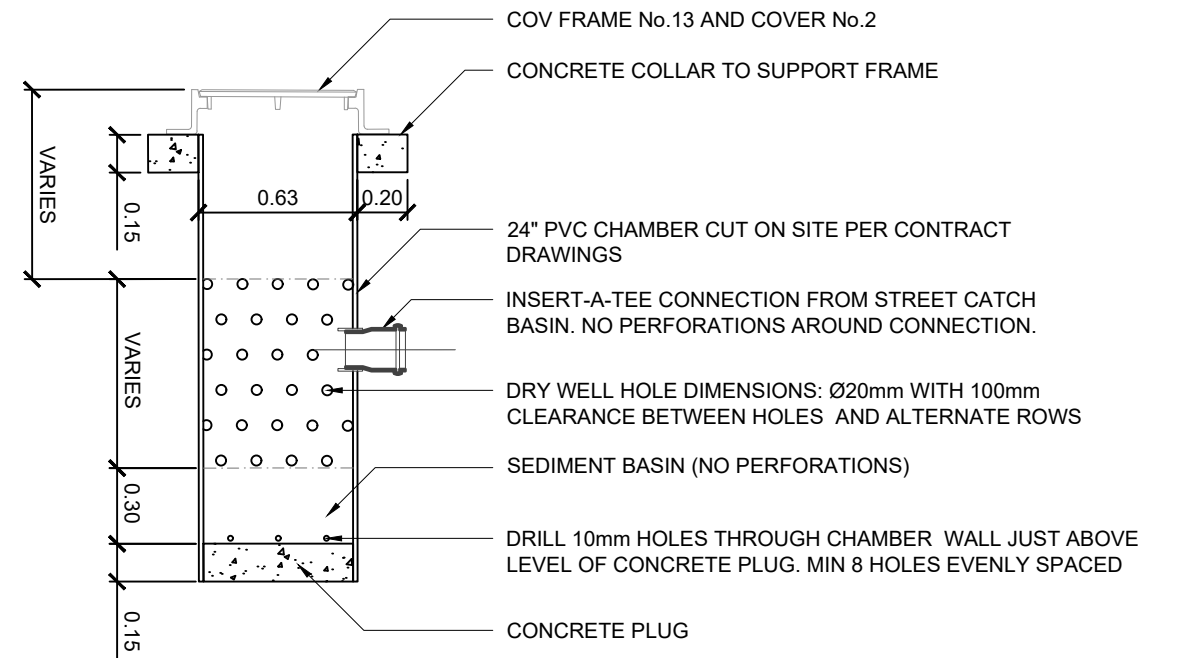 COV FRAME No.13 AND COVER No.2
CONCRETE COLLAR TO SUPPORT FRAME
VARIES
0.15
0.63
0.20
24" PVC CHAMBER CUT ON SITE PER CONTRACT
DRAWINGS
INSERT-A-TEE CONNECTION FROM STREET CATCH
BASIN. NO PERFORATIONS AROUND CONNECTION.
VARIES
DRY WELL HOLE DIMENSIONS: Ø20mm WITH 100mm
CLEARANCE BETWEEN HOLES AND ALTERNATE ROWS
SEDIMENT BASIN (NO PERFORATIONS)
0.30
DRILL 10mm HOLES THROUGH CHAMBER WALL JUST ABOVE
LEVEL OF CONCRETE PLUG. MIN 8 HOLES EVENLY SPACED
0.15
CONCRETE PLUG